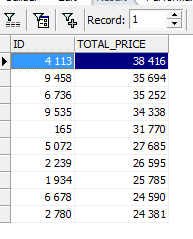 Result
Record: 1
ID TOTAL_PRICE
4 113 38 416
9 458 35 694
6 736 35 252
9 535 34 338
165 31 770
5 072 27 685
2 239 26 595
1 934 25 785
6 678 24 590
2 780 24 381